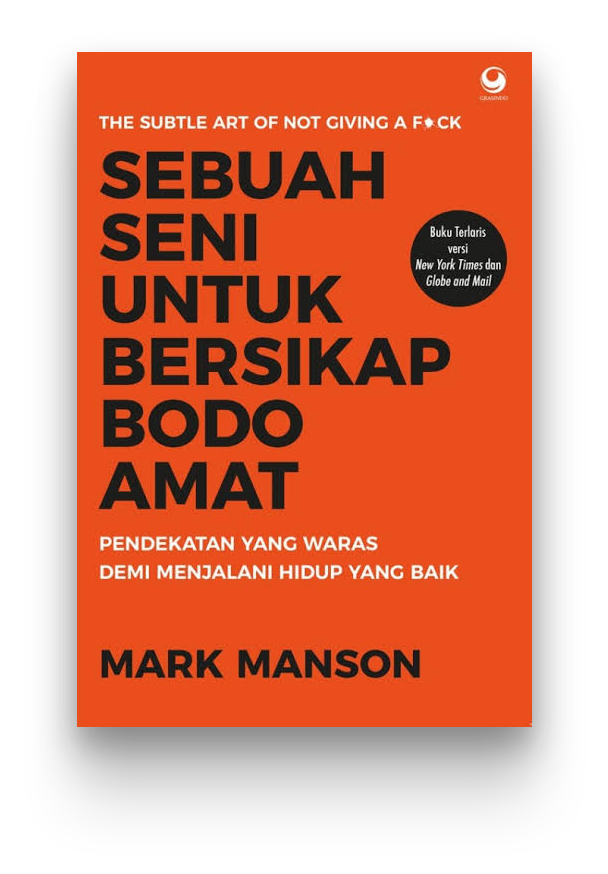 GRASINDO
THE SUBTLE ART OF NOT GIVING A F*CK
SEBUAH
SENI
UNTUK
BERSIKAP
BODO
AMAT
Buku Terlaris
versi
New York Times dan
Globe and Mail
PENDEKATAN YANG WARAS
DEMI MENJALANI HIDUP YANG BAIK
MARK MANSON